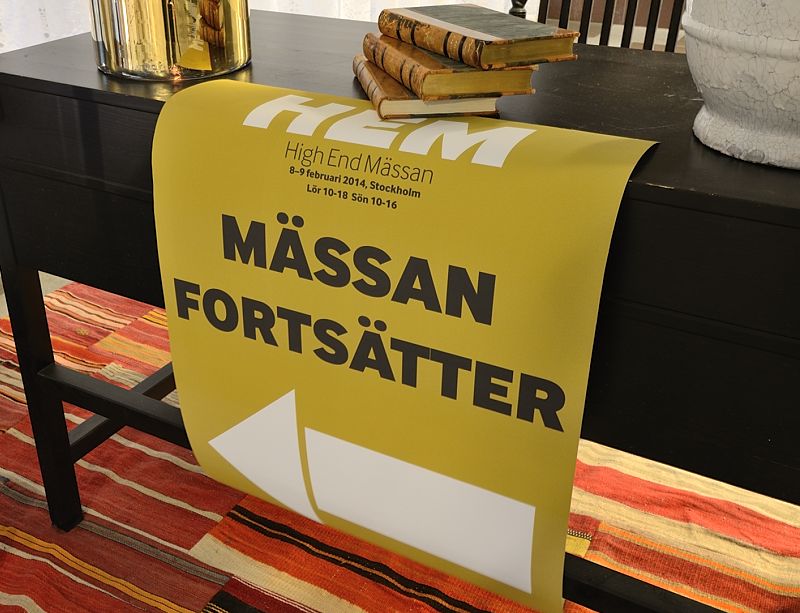 HEM
High End Mässan
8–9 februari 2014, Stockholm
Lör 10-18 Sön 10-16
MÄSSAN
FORTSÄTTER